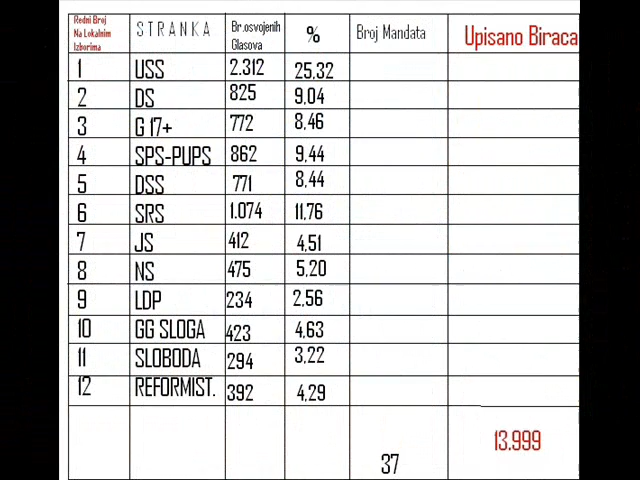 Redni Broj
Na Lokalnim
Izborima
STRANKA
Br.osvojenih
Glasova
%
Broj Mandata
Upisano Biraca
1 USS 2.312 25,32
2 DS 825 9,04
3 G 17+ 772 8,46
4 SPS-PUPS 862 9,44
5 DSS 771 8,44
6 SRS 1.074 11,76
7 JS 412 4,51
8 NS 475 5,20
9 LDP 234 2,56
10 GG SLOGA 423 4,63
11 SLOBODA 294 3,22
12 REFORMIST. 392 4,29
13.999
37